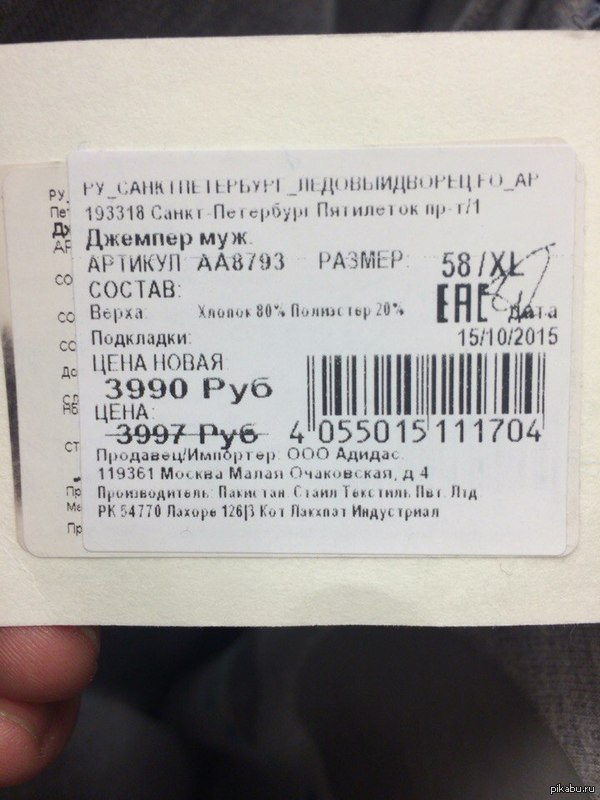 РУ_САНКТПЕТЕРБУРГ_ЛЕДОВЫЙДВОРЕЦ FO_AP
193318 Санкт-Петербург Пятилеток пр-т/1
Джемпер муж.
АРТИКУЛ AA8793 РАЗМЕР: 58/XL
СОСТАВ:
Верха: Хлопок 80% Полиэстер 20%
EAC Дата
Подкладки: 15/10/2015
ЦЕНА НОВАЯ
3990 Руб
ЦЕНА:
3997 Руб
4 055015 111704
Продавец/Импортер: ООО Адидас.
119361 Москва Малая Очаковская, д 4
Производитель: Пакистан. Стаил Текстиль Пвт. Лтд
РК 54770 Лахоре 126|3 Кот Лакхпат Индустриал
pikabu.ru